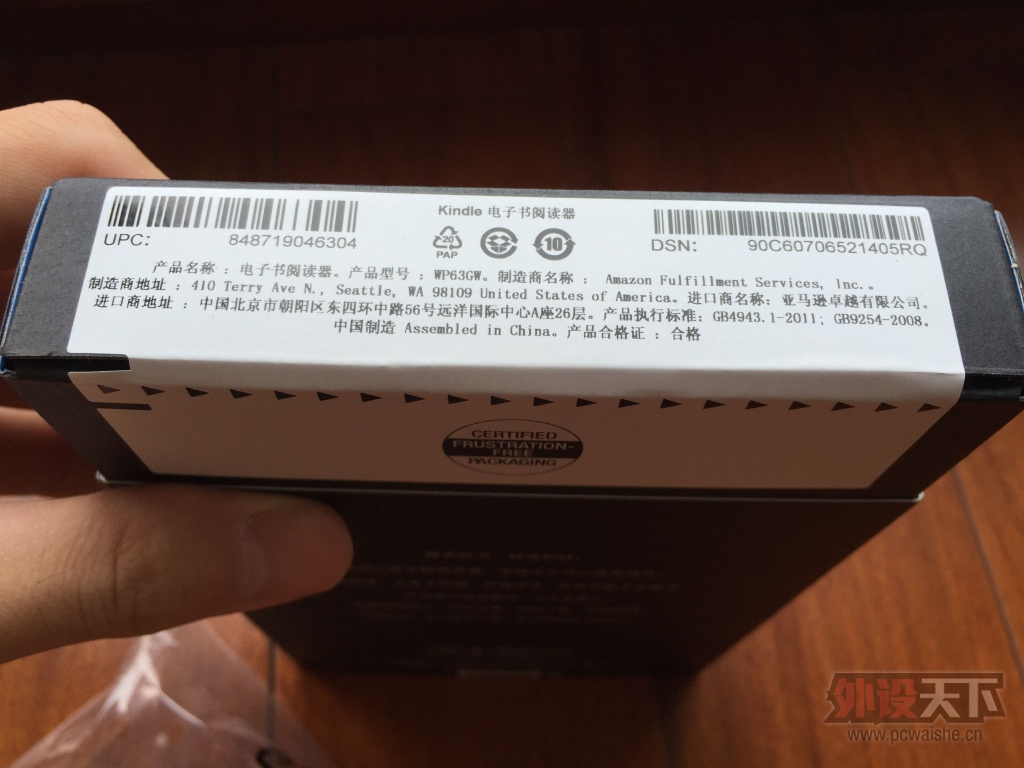 Kindle 电子书阅读器
UPC: 848719046304
20
PAP
10
DSN: 90C60706521405RQ
产品名称：电子书阅读器。产品型号：WP63GW。制造商名称： Amazon Fulfillment Services, Inc.。
制造商地址：410 Terry Ave N., Seattle, WA 98109 United States of America。进口商名称：亚马逊卓越有限公司。
进口商地址：中国北京市朝阳区东四环中路56号远洋国际中心A座26层。产品执行标准：GB4943.1-2011; GB9254-2008。
中国制造 Assembled in China。产品合格证：合格
CERTIFIED
FRUSTRATION-
FREE
PACKAGING
外设天下
www.pcwaishe.cn